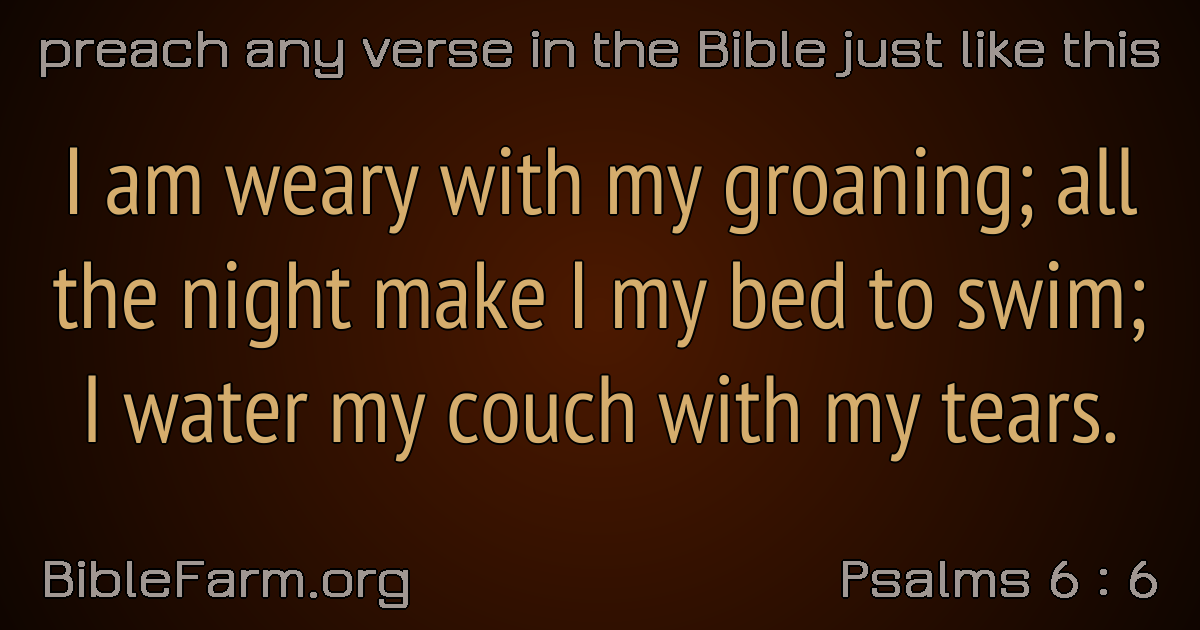 preach any verse in the Bible just like this
I am weary with my groaning; all
the night make I my bed to swim;
I water my couch with my tears.
BibleFarm.org
Psalms 6 : 6